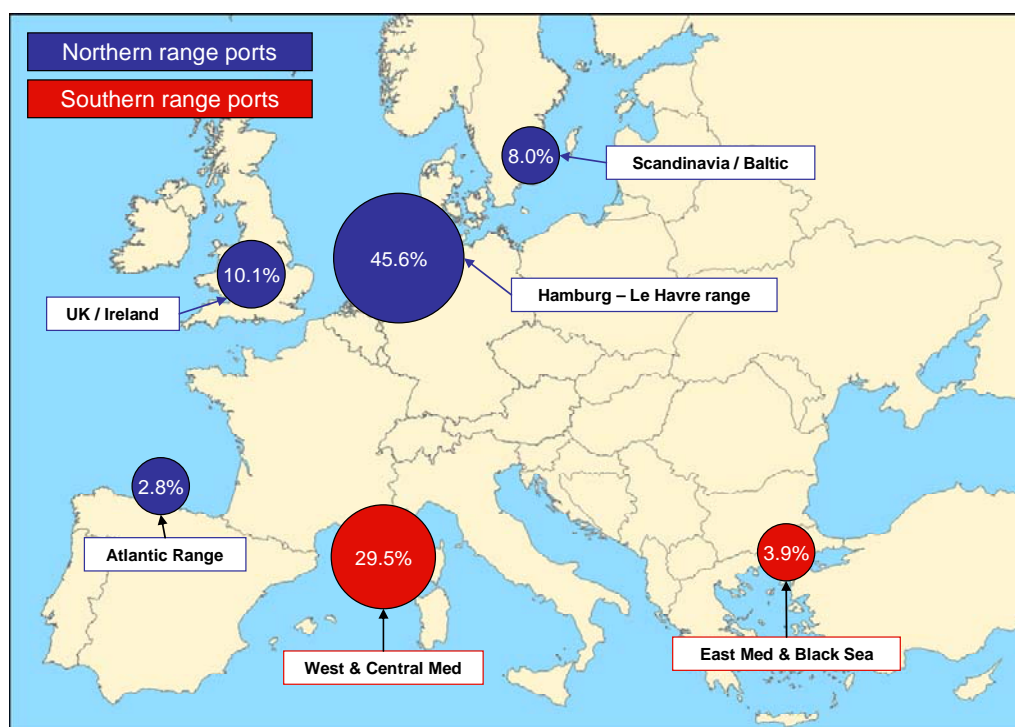 Northern range ports
Southern range ports
8.0%
Scandinavia / Baltic
45.6%
10.1%
Hamburg – Le Havre range
UK / Ireland
2.8%
Atlantic Range
29.5%
3.9%
West & Central Med
East Med & Black Sea